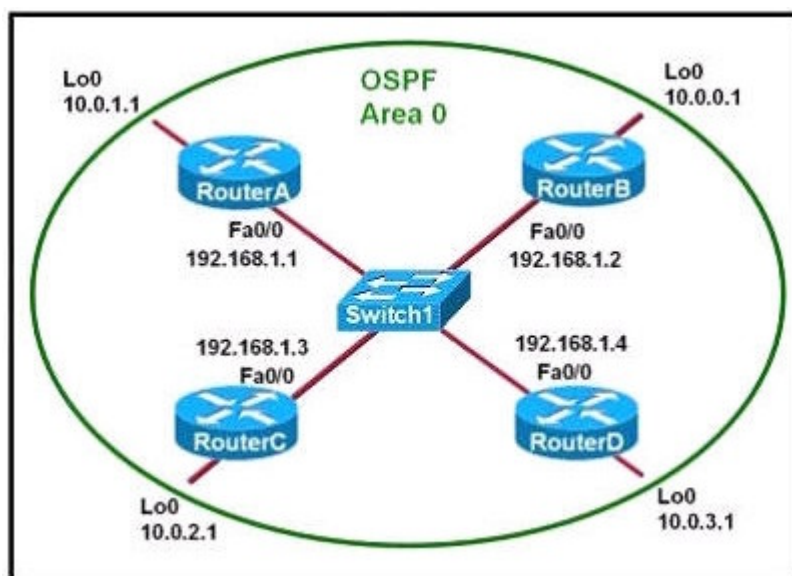 Lo0
10.0.1.1
OSPF
Area 0
Lo0
10.0.0.1
RouterA
RouterB
Fa0/0
192.168.1.1
Fa0/0
192.168.1.2
Switch1
192.168.1.3
Fa0/0
192.168.1.4
Fa0/0
RouterC
RouterD
Lo0
10.0.2.1
Lo0
10.0.3.1